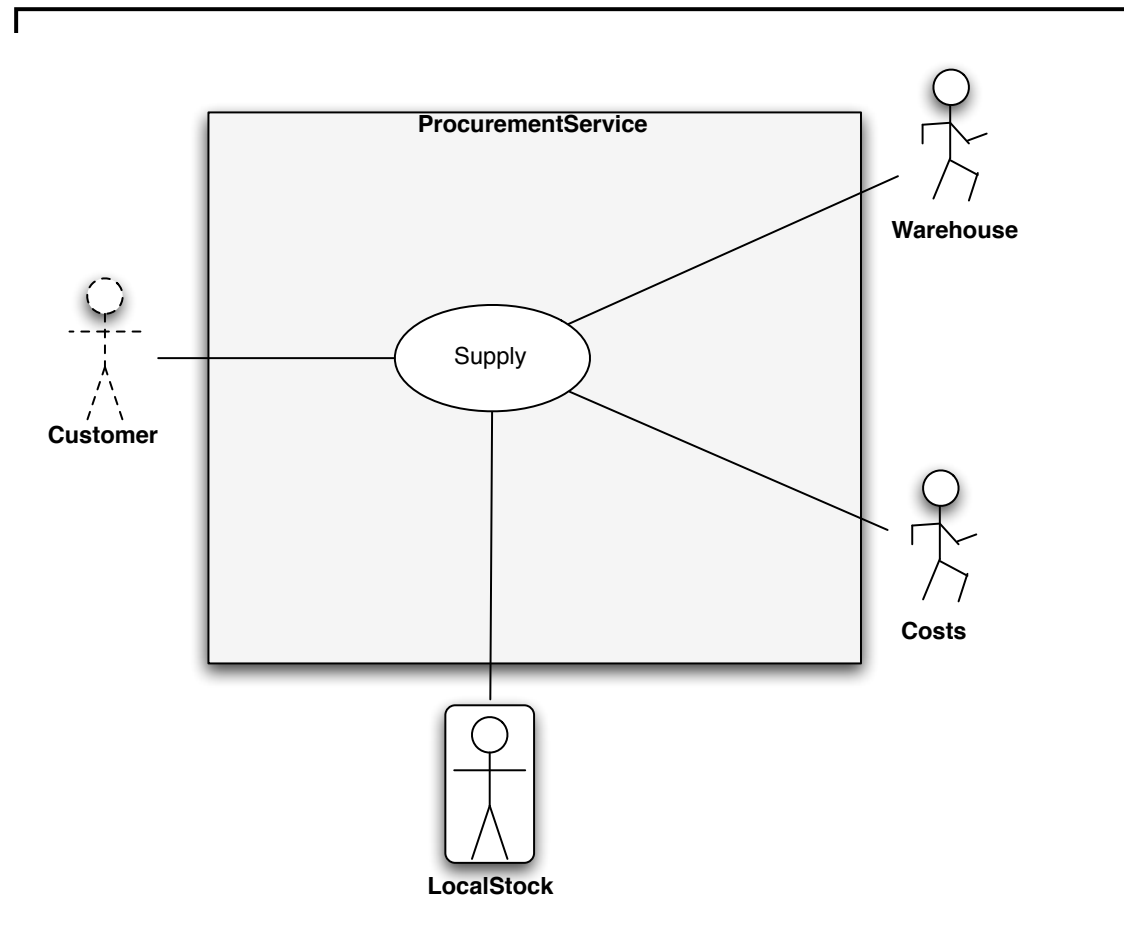 ProcurementService
Warehouse
Supply
Customer
Costs
LocalStock